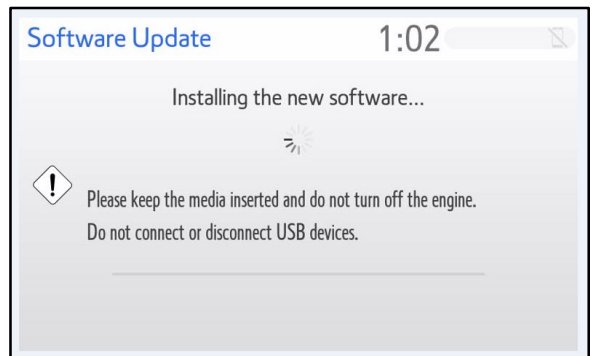 Software Update 1:02
Installing the new software...
Please keep the media inserted and do not turn off the engine.
Do not connect or disconnect USB devices.